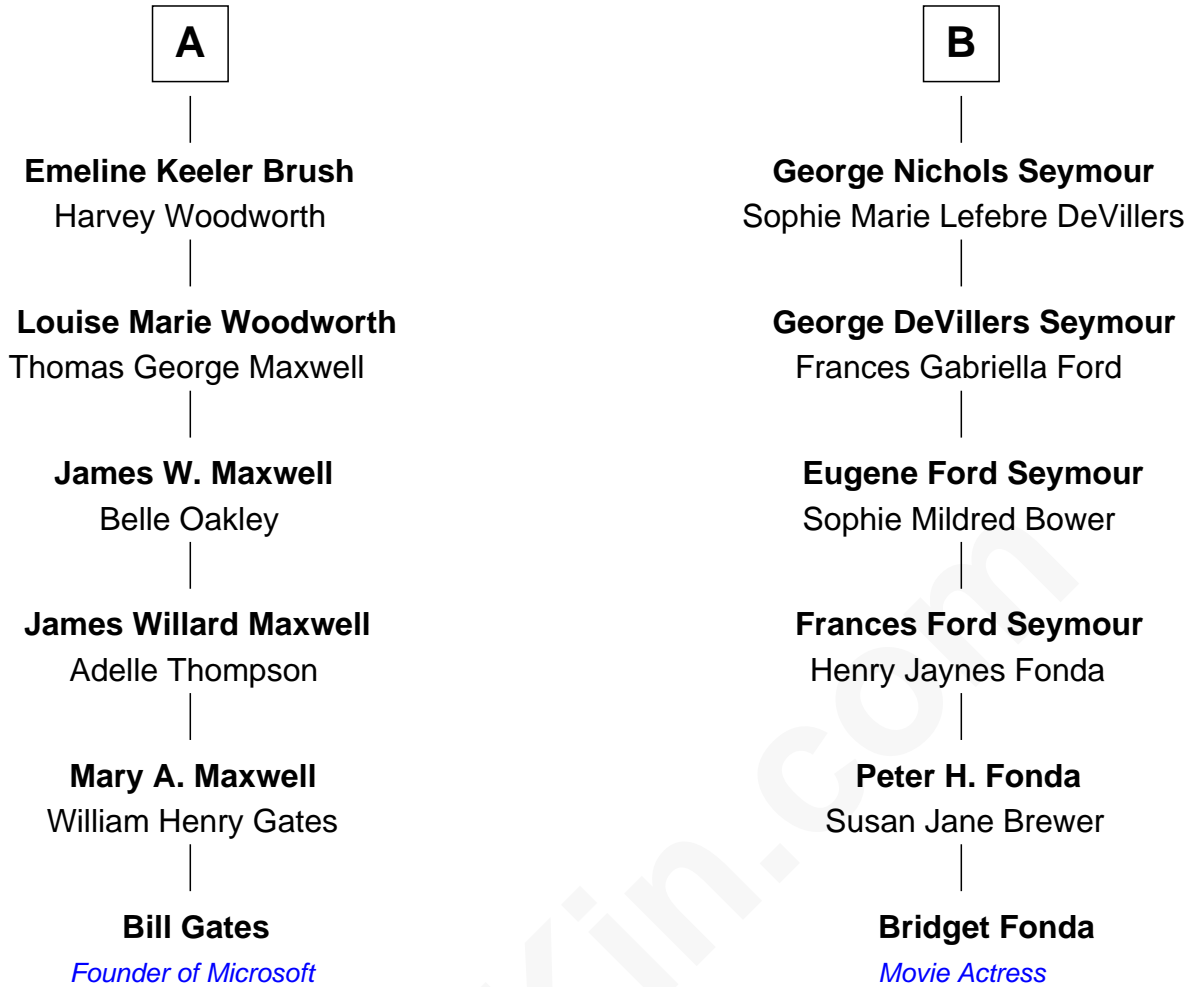 A
Emeline Keeler Brush
Harvey Woodworth
Louise Marie Woodworth
Thomas George Maxwell
James W. Maxwell
Belle Oakley
James Willard Maxwell
Adelle Thompson
Mary A. Maxwell
William Henry Gates
Bill Gates
Founder of Microsoft
B
George Nichols Seymour
Sophie Marie Lefebre DeVillers
George DeVillers Seymour
Frances Gabriella Ford
Eugene Ford Seymour
Sophie Mildred Bower
Frances Ford Seymour
Henry Jaynes Fonda
Peter H. Fonda
Susan Jane Brewer
Bridget Fonda
Movie Actress
Kin.com